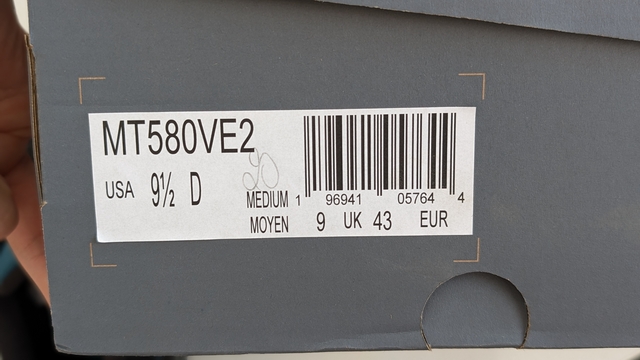 MT580VE2
USA 9½ D
MEDIUM 1 96941 05764 4
MOYEN 9 UK 43 EUR